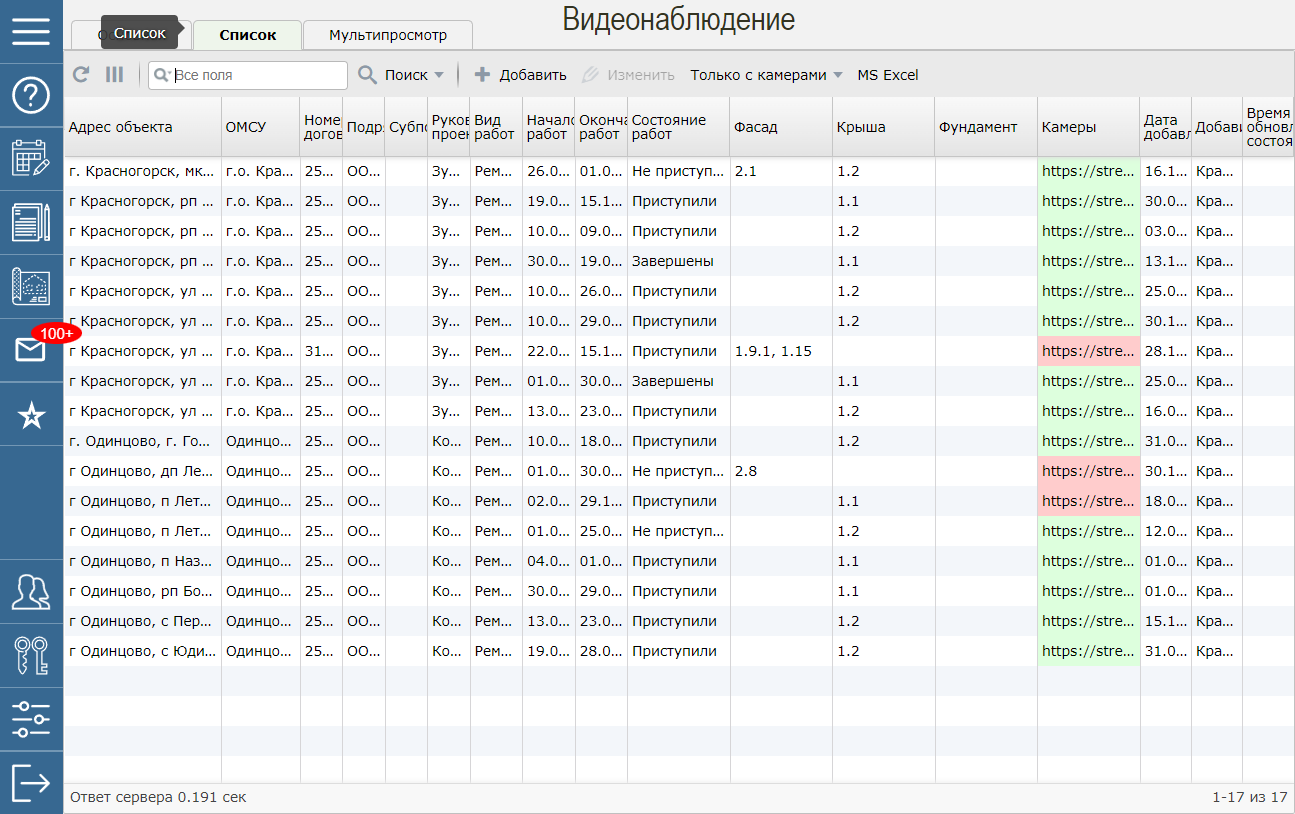 Видеонаблюдение
Список
Список
Мультипросмотр
Все поля
Поиск
Добавить
Изменить
Только с камерами
MS Excel
Адрес объекта ОМСУ Номе догов Подр Субпо Руков проек Вид работ Начало работ Оконча работ Состояние работ Фасад Крыша Фундамент Камеры Дата добавл Добави Время обновл состоя
г. Красногорск, мк... г.о. Кра... 25... ОО... Зу... Рем... 26.0... 01.0... Не приступ... 2.1 1.2 https://stre... 16.1... Кра...
г Красногорск, рп ... г.о. Кра... 25... ОО... Зу... Рем... 19.0... 15.1... Приступили 1.1 https://stre... 30.0... Кра...
г Красногорск, рп ... г.о. Кра... 25... ОО... Зу... Рем... 10.0... 09.0... Приступили 1.2 https://stre... 03.0... Кра...
г Красногорск, рп ... г.о. Кра... 25... ОО... Зу... Рем... 30.0... 19.0... Завершены 1.1 https://stre... 13.1... Кра...
г Красногорск, ул ... г.о. Кра... 25... ОО... Зу... Рем... 10.0... 26.0... Приступили 1.2 https://stre... 25.0... Кра...
г Красногорск, ул ... г.о. Кра... 25... ОО... Зу... Рем... 10.0... 29.0... Приступили 1.2 https://stre... 30.1... Кра...
100+
г Красногорск, ул ... г.о. Кра... 31... ОО... Зу... Рем... 22.0... 15.1... Приступили 1.9.1, 1.15 https://stre... 28.1... Кра...
г Красногорск, ул ... г.о. Кра... 25... ОО... Зу... Рем... 01.0... 30.0... Завершены 1.1 https://stre... 25.0... Кра...
г Красногорск, ул ... г.о. Кра... 25... ОО... Зу... Рем... 13.0... 23.0... Приступили 1.2 https://stre... 16.0... Кра...
г. Одинцово, г. Го... Одинцо... 25... ОО... Ко... Рем... 10.0... 18.0... Приступили 1.2 https://stre... 31.0... Кра...
г Одинцово, дп Ле... Одинцо... 25... ОО... Ко... Рем... 01.0... 30.0... Не приступ... 2.8 https://stre... 30.1... Кра...
г Одинцово, п Лет... Одинцо... 25... ОО... Ко... Рем... 02.0... 29.1... Приступили 1.1 https://stre... 18.0... Кра...
г Одинцово, п Лет... Одинцо... 25... ОО... Ко... Рем... 01.0... 25.0... Не приступ... 1.2 https://stre... 12.0... Кра...
г Одинцово, п Наз... Одинцо... 25... ОО... Ко... Рем... 04.0... 01.0... Приступили 1.1 https://stre... 01.0... Кра...
г Одинцово, рп Бо... Одинцо... 25... ОО... Ко... Рем... 30.0... 29.0... Приступили 1.1 https://stre... 01.0... Кра...
г Одинцово, с Пер... Одинцо... 25... ОО... Ко... Рем... 13.0... 23.0... Приступили 1.2 https://stre... 15.1... Кра...
г Одинцово, с Юди... Одинцо... 25... ОО... Ко... Рем... 19.0... 28.0... Приступили 1.2 https://stre... 31.0... Кра...
Ответ сервера 0.191 сек
1-17 из 17